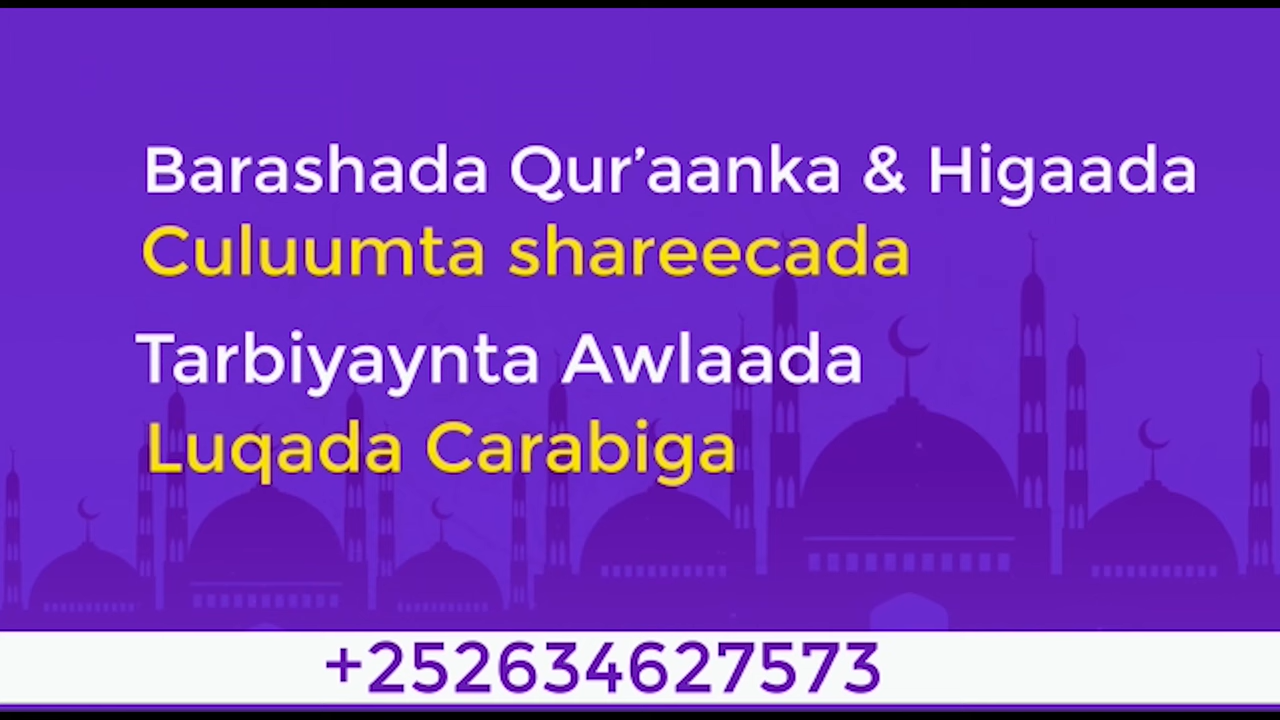 Barashada Qur’aanka & Higaada
Culuumta shareecada
Tarbiyaynta Awlaada
Luqada Carabiga
+252634627573